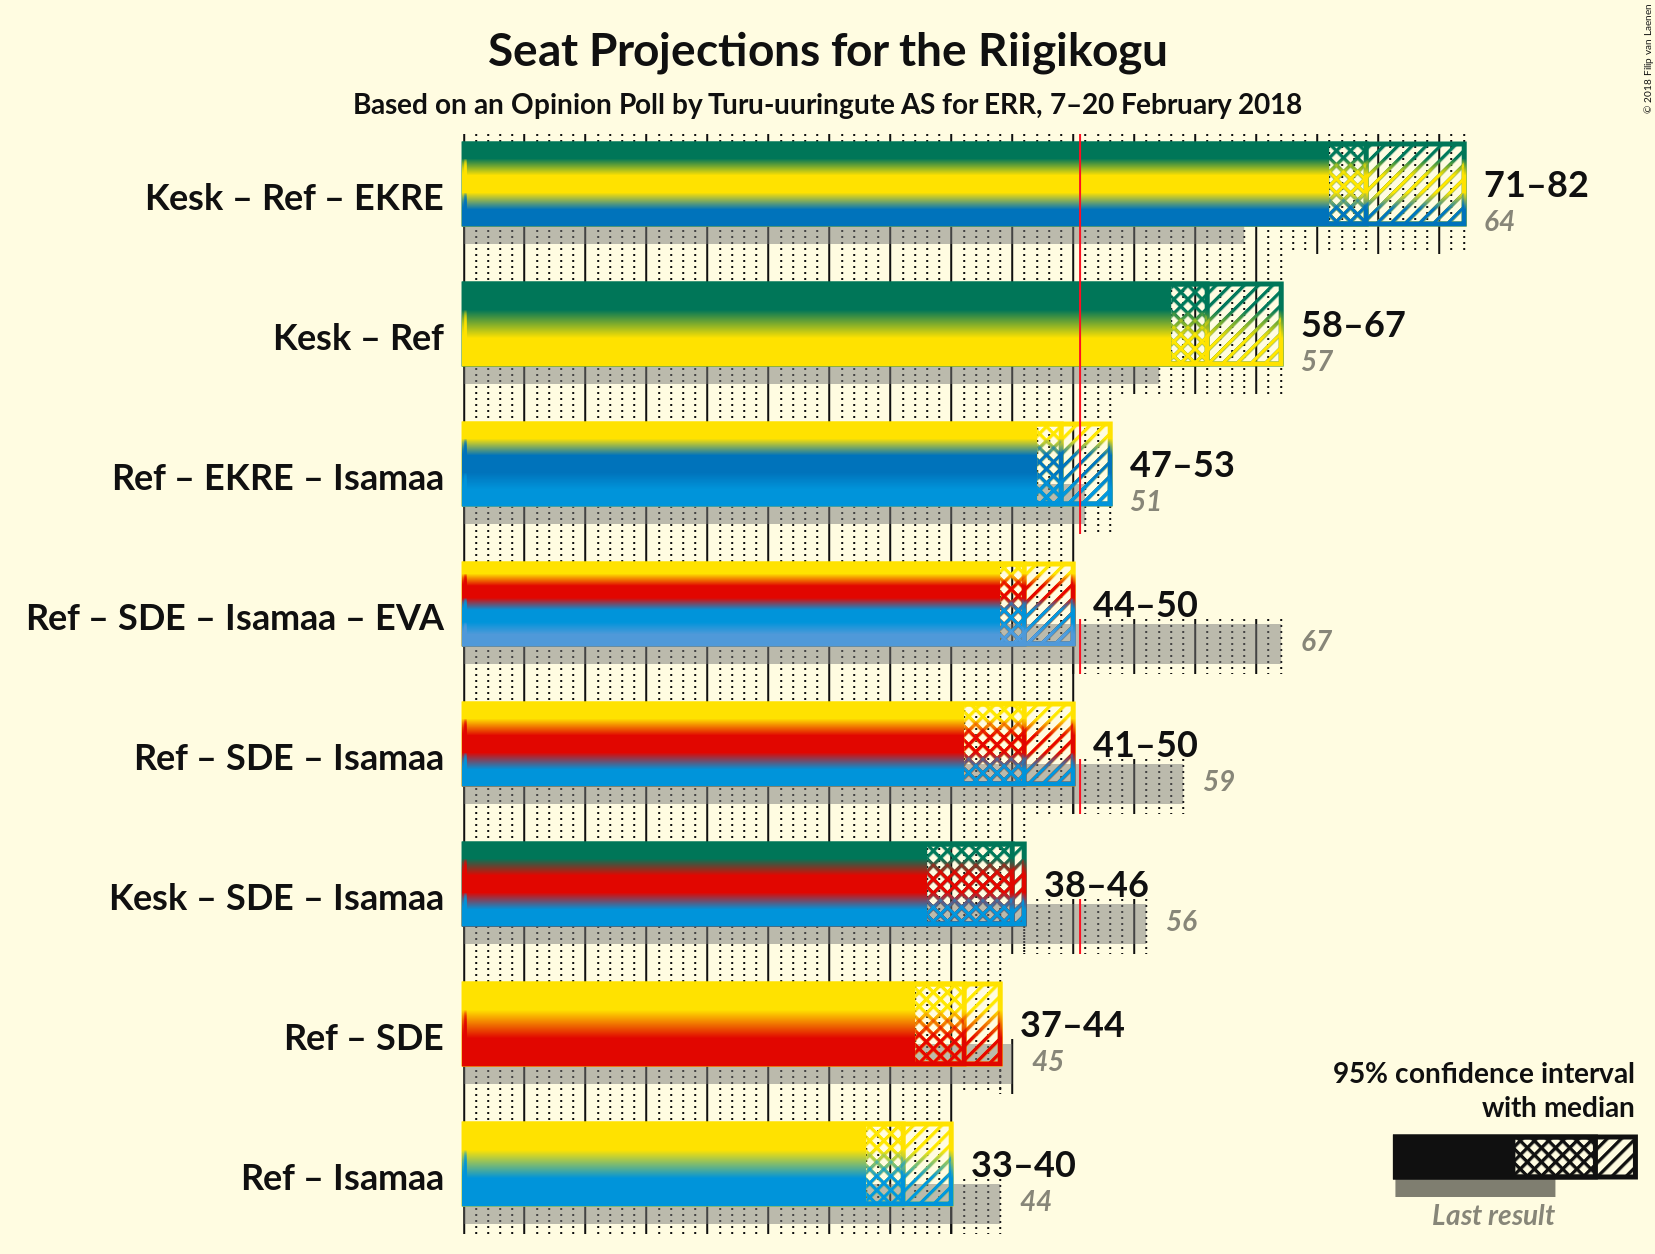 Seat Projections for the Riigikogu
Based on an Opinion Poll by Turu-uuringute AS for ERR, 7–20 February 2018
© 2018 Filip van Laenen
Kesk – Ref – EKRE
71–82
64
Kesk – Ref
58–67
57
Ref – EKRE – Isamaa
47–53
51
Ref – SDE – Isamaa – EVA
44–50
67
Ref – SDE – Isamaa
41–50
59
Kesk – SDE – Isamaa
38–46
56
Ref – SDE
37–44
45
Ref – Isamaa
33–40
44
95% confidence interval
with median
Last result